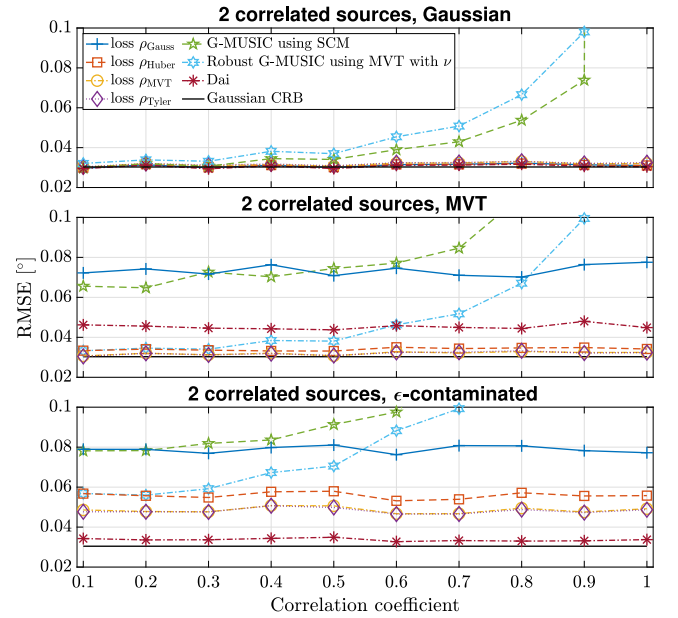 2 correlated sources, Gaussian
0.1
0.08
0.06
0.04
0.02
loss ρGauss
loss ρHuber
loss ρMVT
loss ρTyler
G-MUSIC using SCM
Robust G-MUSIC using MVT with ν
Dai
Gaussian CRB
2 correlated sources, MVT
0.1
0.08
0.06
0.04
0.02
RMSE [°]
2 correlated sources, ϵ-contaminated
0.1
0.08
0.06
0.04
0.02
0.1 0.2 0.3 0.4 0.5 0.6 0.7 0.8 0.9 1
Correlation coefficient